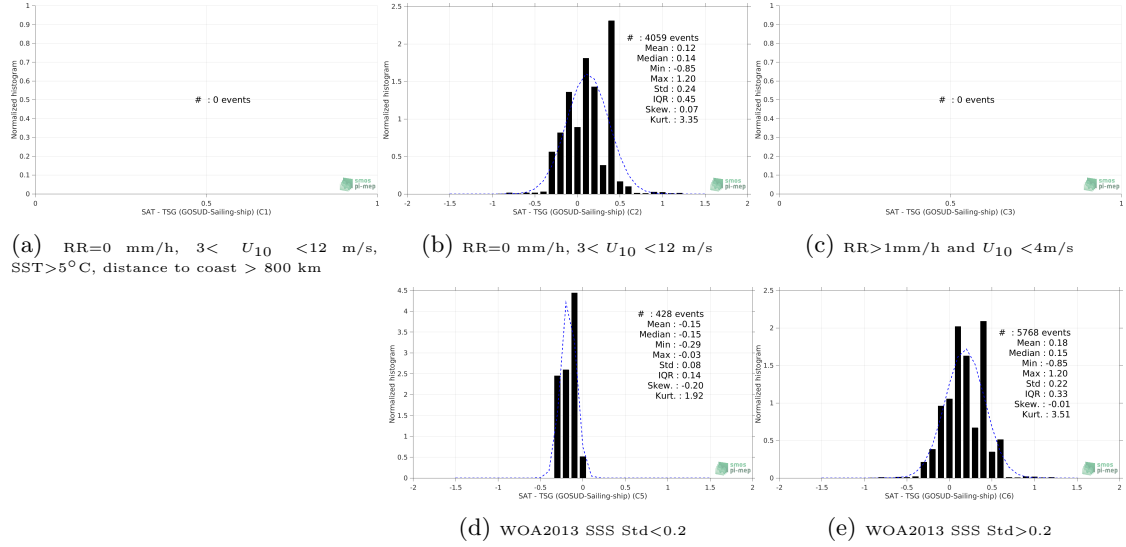 1
0.9
0.8
0.7
0.6
0.5
0.4
0.3
0.2
0.1
0
Normalized histogram
# : 0 events
0 0.5 1
SAT - TSG (GOSUD-Sailing-ship) (C1)
smos
pi-mep
(a) RR=0 mm/h, 3< U10 <12 m/s,
SST>5°C, distance to coast > 800 km
2.5
2
1.5
1
0.5
0
Normalized histogram
# : 4059 events
Mean : 0.12
Median : 0.14
Min : -0.85
Max : 1.20
Std : 0.24
IQR : 0.45
Skew. : 0.07
Kurt. : 3.35
-2 -1.5 -1 -0.5 0 0.5 1 1.5 2
SAT - TSG (GOSUD-Sailing-ship) (C2)
smos
pi-mep
(b) RR=0 mm/h, 3< U10 <12 m/s
1
0.9
0.8
0.7
0.6
0.5
0.4
0.3
0.2
0.1
0
Normalized histogram
# : 0 events
0 0.5 1
SAT - TSG (GOSUD-Sailing-ship) (C3)
smos
pi-mep
(c) RR>1mm/h and U10 <4m/s
4.5
4
3.5
3
2.5
2
1.5
1
0.5
0
Normalized histogram
# : 428 events
Mean : -0.15
Median : -0.15
Min : -0.29
Max : -0.03
Std : 0.08
IQR : 0.14
Skew. : -0.20
Kurt. : 1.92
-2 -1.5 -1 -0.5 0 0.5 1 1.5 2
SAT - TSG (GOSUD-Sailing-ship) (C5)
smos
pi-mep
(d) WOA2013 SSS Std<0.2
2.5
2
1.5
1
0.5
0
Normalized histogram
# : 5768 events
Mean : 0.18
Median : 0.15
Min : -0.85
Max : 1.20
Std : 0.22
IQR : 0.33
Skew. : -0.01
Kurt. : 3.51
-2 -1.5 -1 -0.5 0 0.5 1 1.5 2
SAT - TSG (GOSUD-Sailing-ship) (C6)
smos
pi-mep
(e) WOA2013 SSS Std>0.2